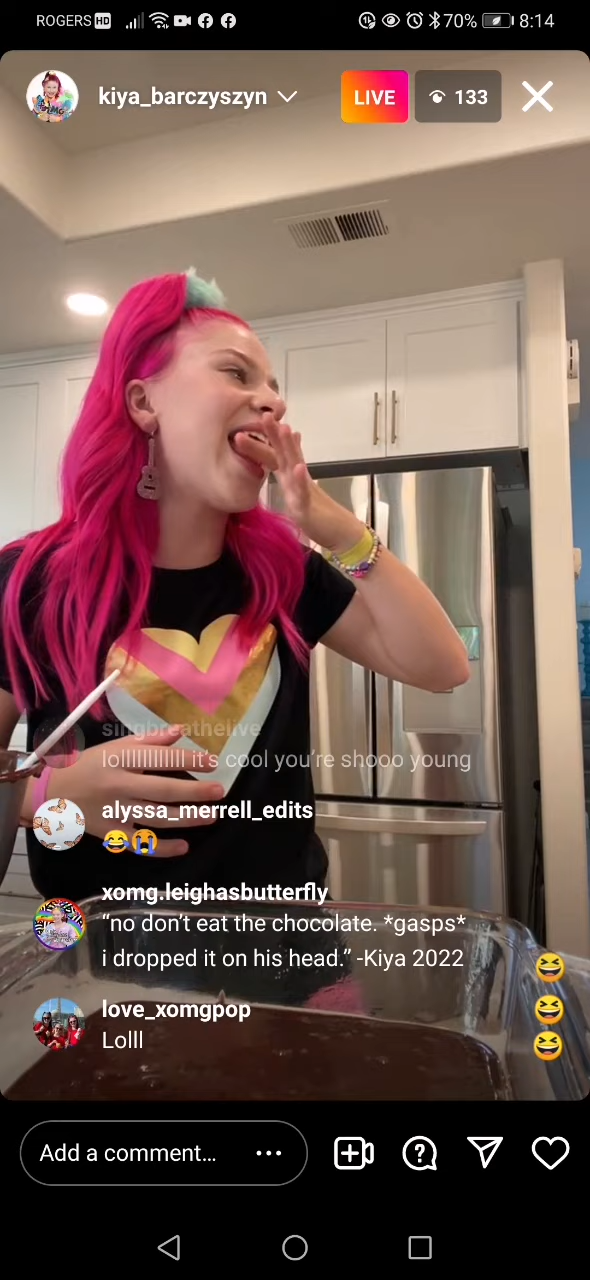 ROGERS HD 70% 8:14
kiya_barczyszyn LIVE 133
singbreathelive
lollllllllllll it's cool you're shooo young
alyssa_merrell_edits
😂😭
xomg.leighasbutterfly
“no don't eat the chocolate. *gasps*
i dropped it on his head.” -Kiya 2022
love_xomgpop
Lolll
Add a comment...